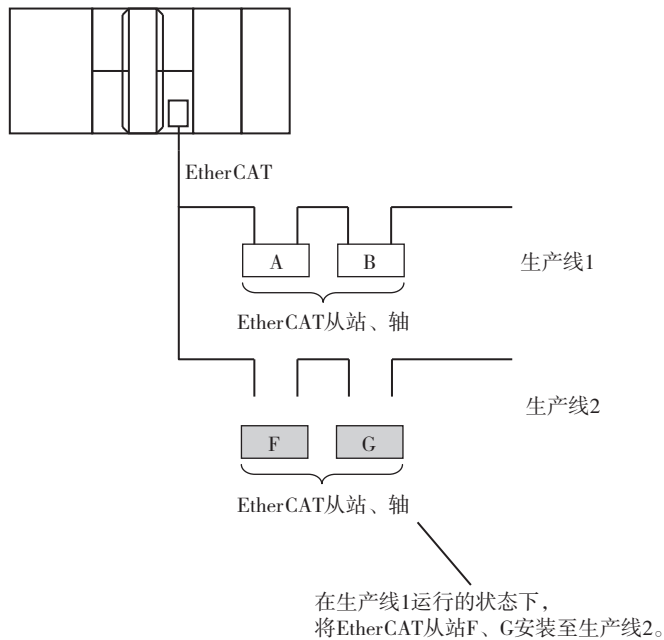 EtherCAT
A
B
生产线1
EtherCAT从站、轴
生产线2
F
G
EtherCAT从站、轴
在生产线1运行的状态下,
将EtherCAT从站F、G安装至生产线2。